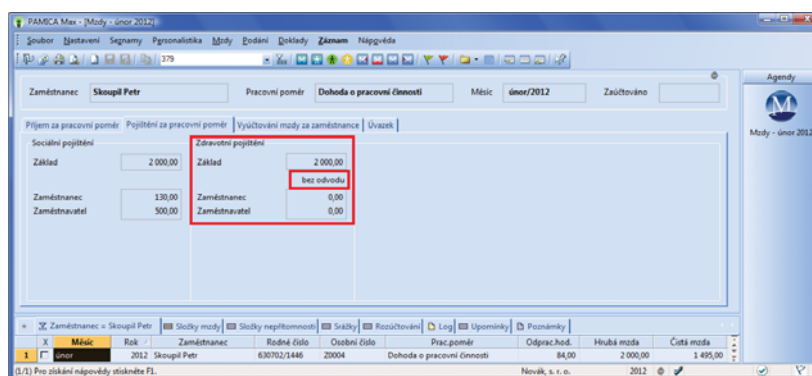 PAMICA Max - [Mzdy - únor 2012]
Soubor Nastavení Seznamy Personalistika Mzdy Podání Doklady Záznam Nápověda
379
Agendy
Zaměstnanec Skoupil Petr Pracovní poměr Dohoda o pracovní činnosti Měsíc únor/2012 Zaúčtováno
Mzdy - únor 2012
Příjem za pracovní poměr Pojištění za pracovní poměr Vyúčtování mzdy za zaměstnance Úvazek
Sociální pojištění Zdravotní pojištění
Základ 2 000,00 Základ 2 000,00
bez odvodu
Zaměstnanec 130,00 Zaměstnanec 0,00
Zaměstnavatel 500,00 Zaměstnavatel 0,00
Zaměstnanec = Skoupil Petr Složky mzdy Složky nepřítomnosti Srážky Rozúčtování Log Upomínky Poznámky
X Měsíc Rok Zaměstnanec Rodné číslo Osobní číslo Prac.poměr Odprac.hod. Hrubá mzda Čistá mzda
1 únor 2012 Skoupil Petr 630702/1446 Z0004 Dohoda o pracovní činnosti 84,00 2 000,00 1 495,00
(1/1) Pro získání nápovědy stiskněte F1. Novák, s. r. o. 2012